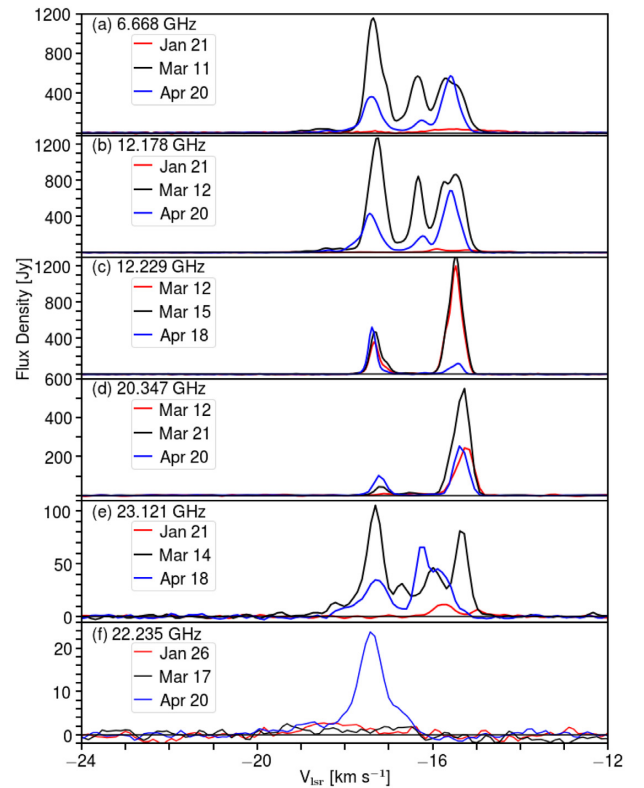 (a) 6.668 GHz
Jan 21
Mar 11
Apr 20
1200
800
400
0
(b) 12.178 GHz
Jan 21
Mar 12
Apr 20
1200
800
400
(c) 12.229 GHz
Mar 12
Mar 15
Apr 18
1200
800
400
(d) 20.347 GHz
Mar 12
Mar 21
Apr 20
600
400
200
(e) 23.121 GHz
Jan 21
Mar 14
Apr 18
100
50
0
(f) 22.235 GHz
Jan 26
Mar 17
Apr 20
20
10
0
Flux Density [Jy]
−24
−20
−16
−12
V_lsr [km s⁻¹]